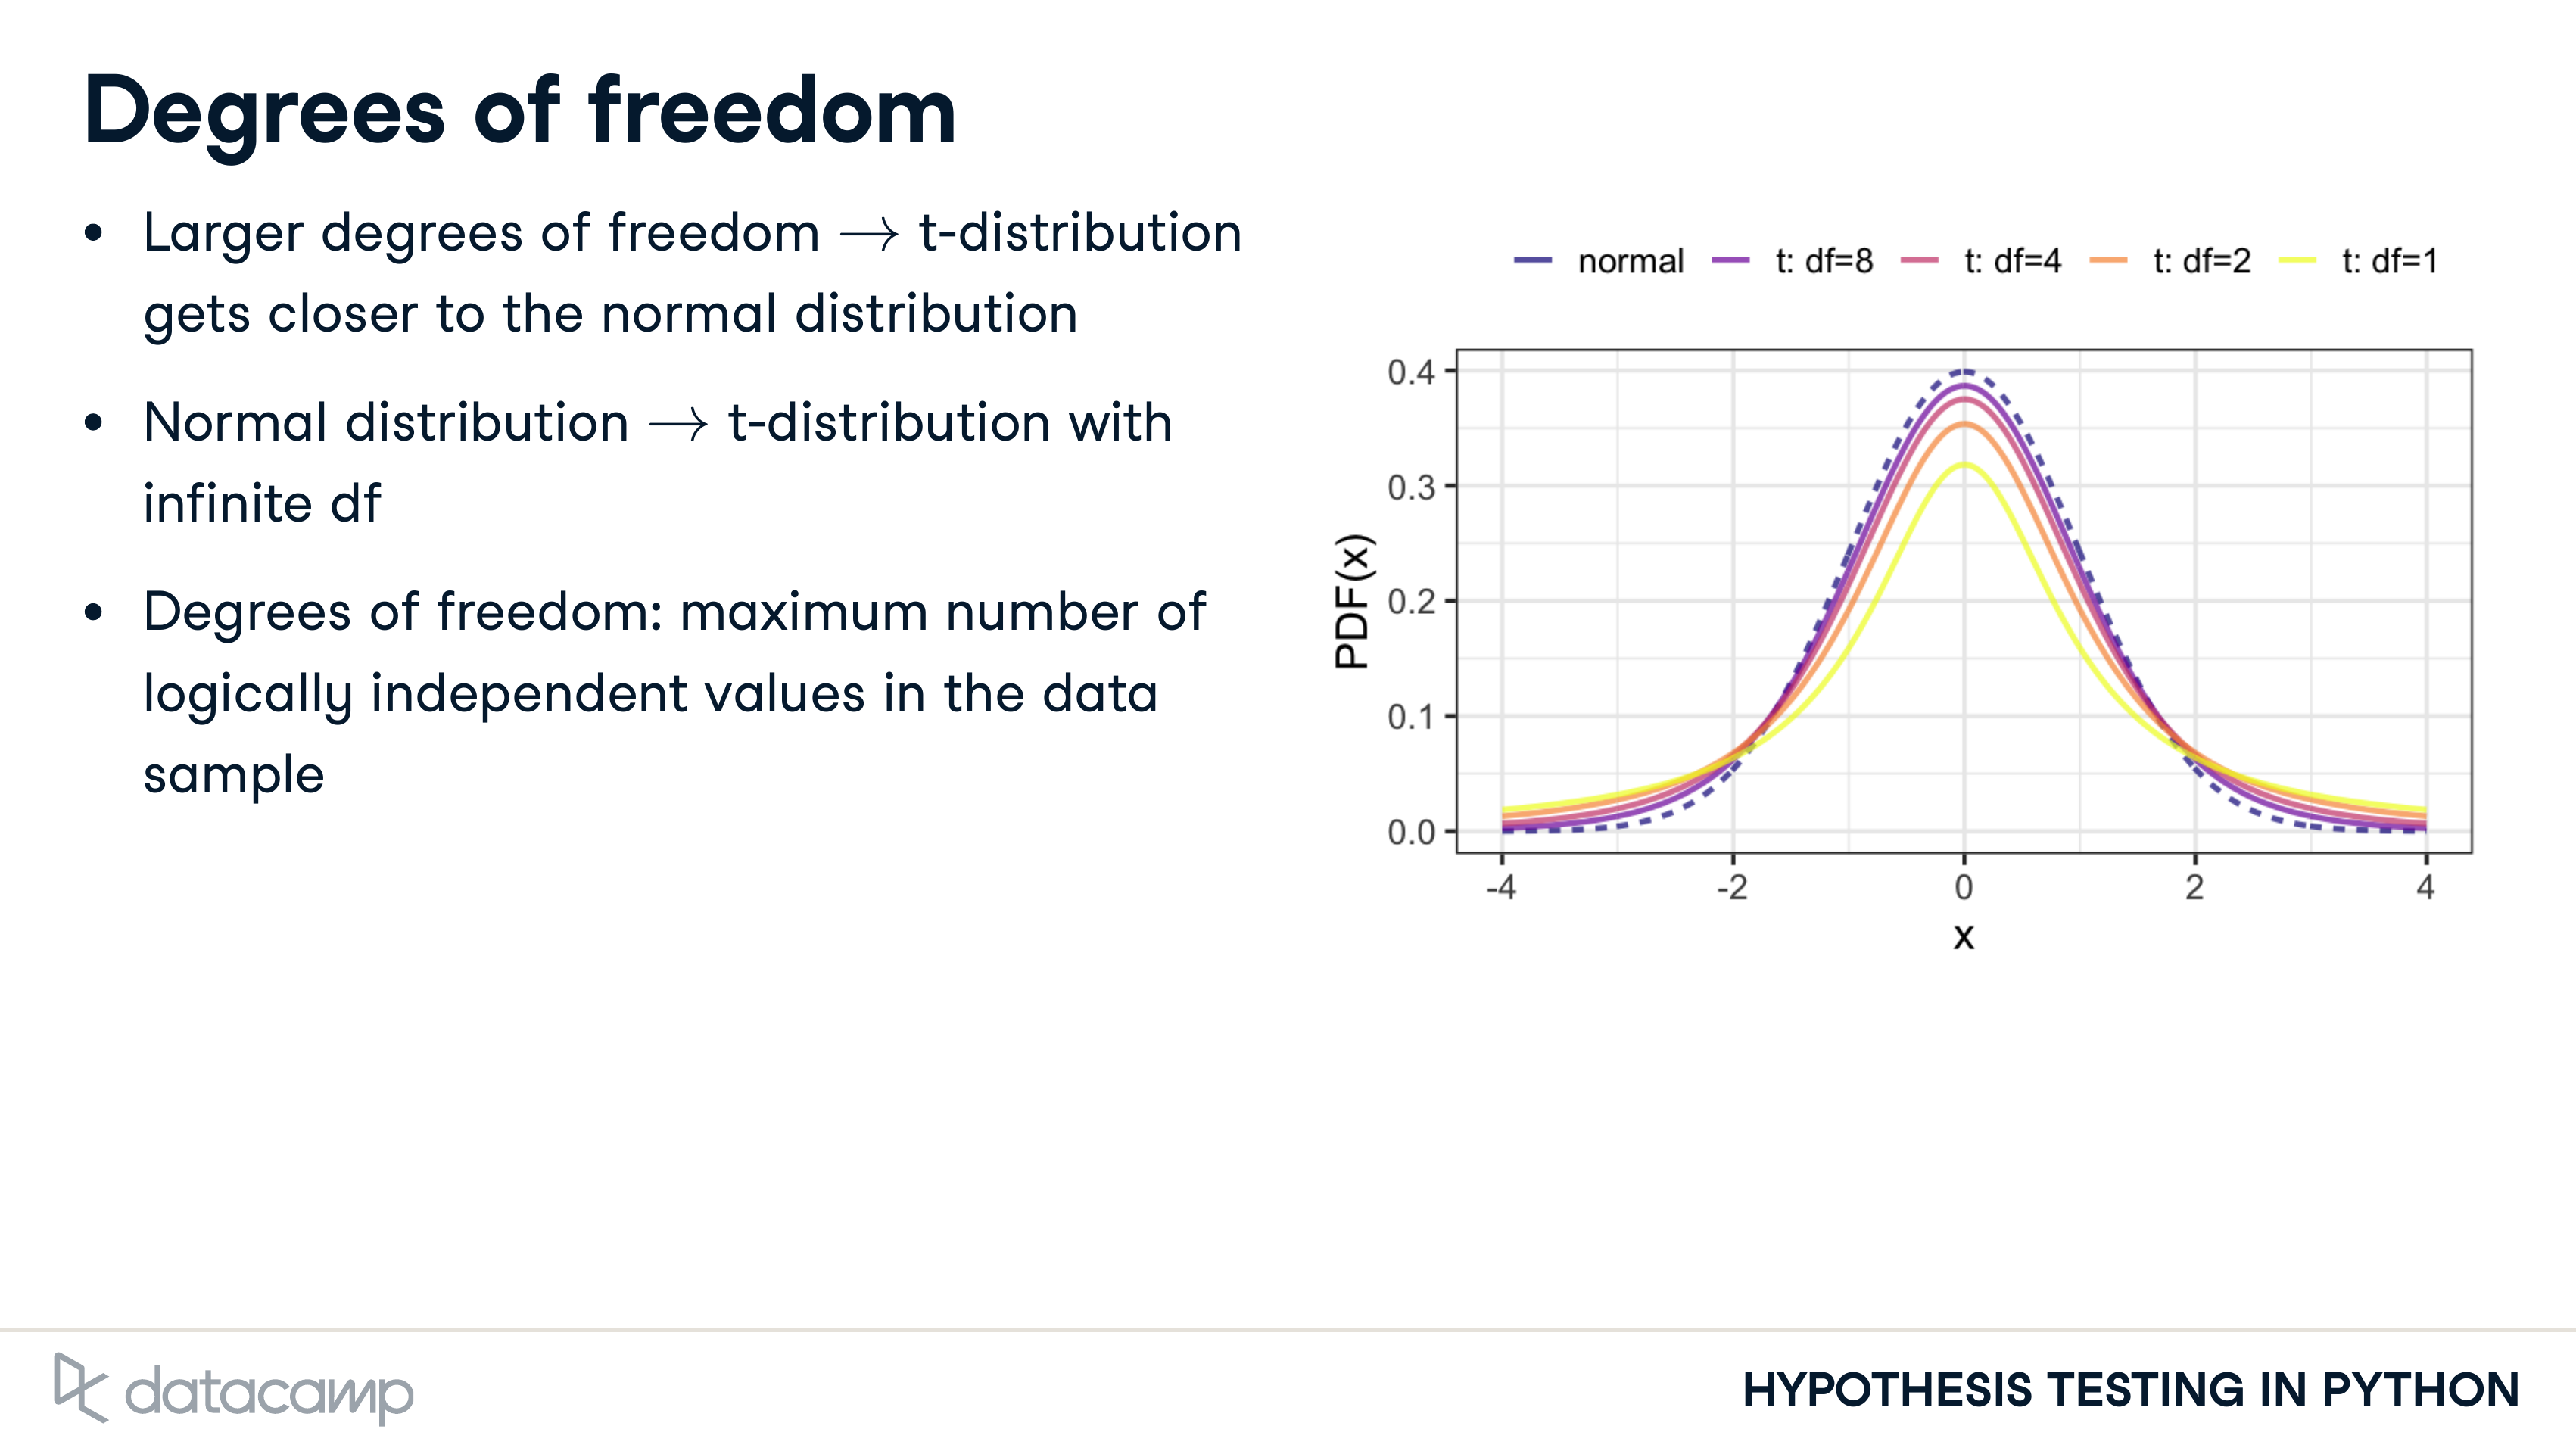 Degrees of freedom
• Larger degrees of freedom → t-distribution
gets closer to the normal distribution
• Normal distribution → t-distribution with
infinite df
• Degrees of freedom: maximum number of
logically independent values in the data
sample
normal t: df=8 t: df=4 t: df=2 t: df=1
PDF(x)
0.4
0.3
0.2
0.1
0.0
-4 -2 0 2 4
x
datacamp
HYPOTHESIS TESTING IN PYTHON